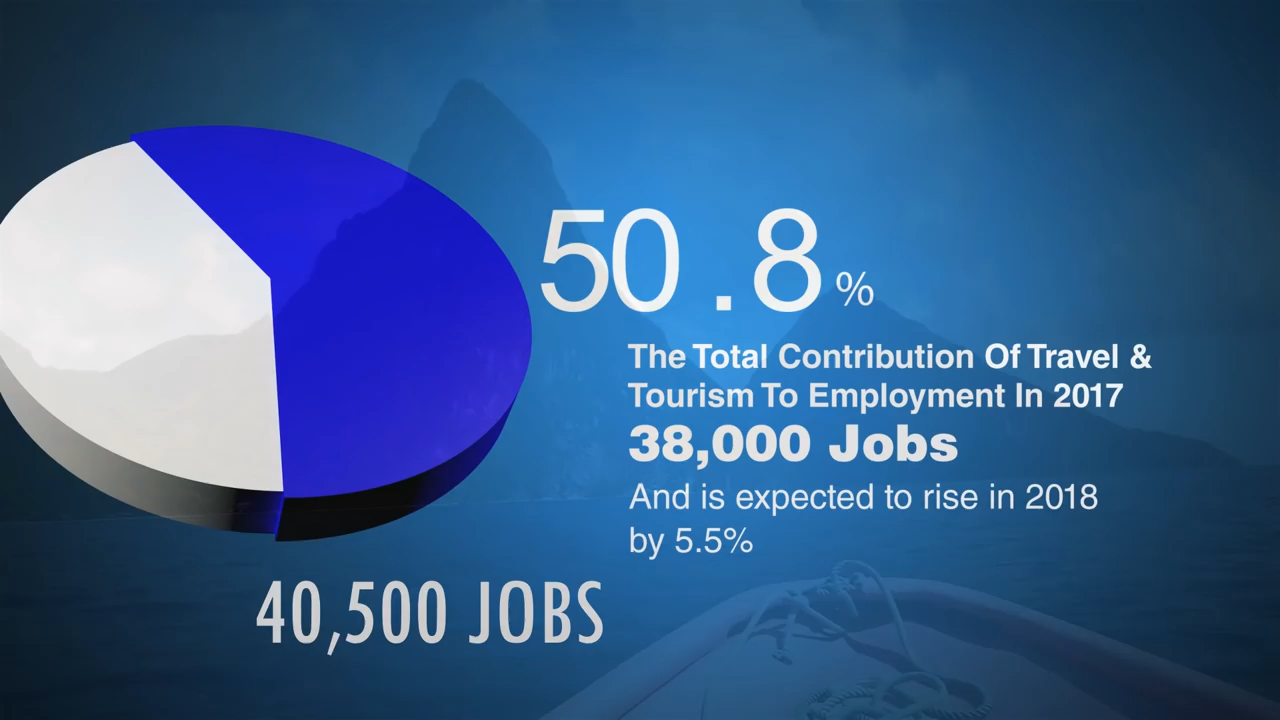 50.8%
The Total Contribution Of Travel &
Tourism To Employment In 2017
38,000 Jobs
And is expected to rise in 2018
by 5.5%
40,500 JOBS